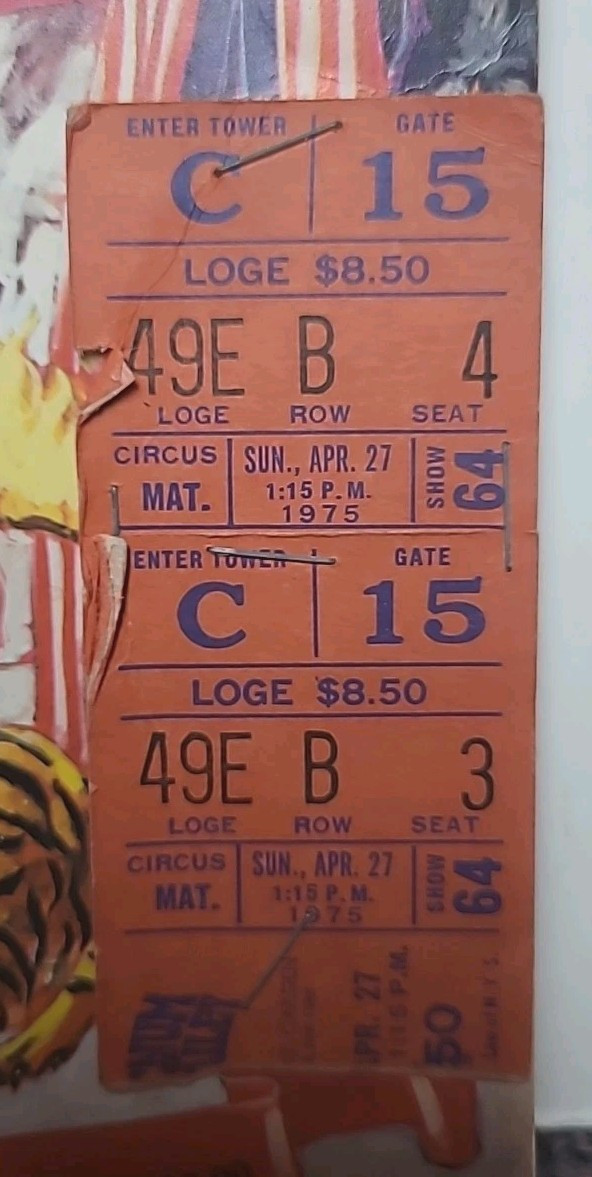 ENTER TOWER GATE
C 15
LOGE $8.50
49E B 4
LOGE ROW SEAT
CIRCUS SUN., APR. 27 SHOW 64
MAT. 1:15 P.M.
1975
ENTER TOWER GATE
C 15
LOGE $8.50
49E B 3
LOGE ROW SEAT
CIRCUS SUN., APR. 27 SHOW 64
MAT. 1:15 P.M.
1975
PR. 27
1:15 P.M.
50